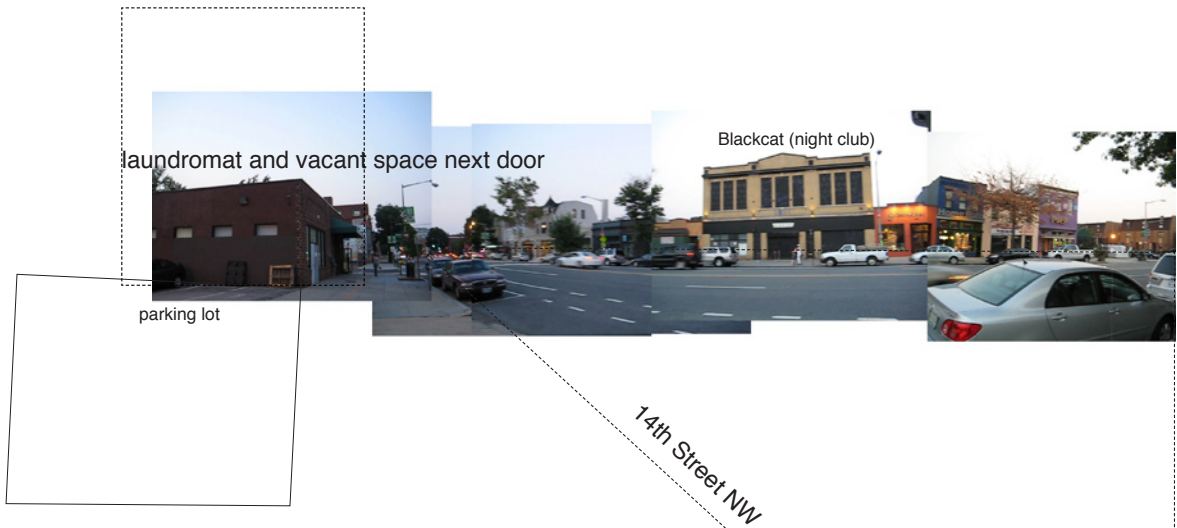 Blackcat (night club)
laundromat and vacant space next door
parking lot
14th Street NW